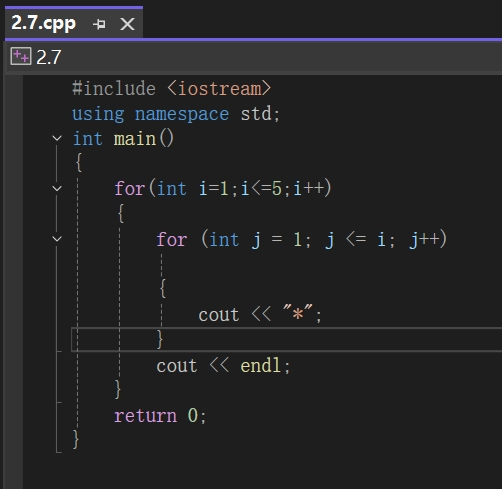 2.7.cpp
2.7
#include <iostream>
using namespace std;
int main()
{
for(int i=1;i<=5;i++)
{
for (int j = 1; j <= i; j++)
{
cout << "*";
}
cout << endl;
}
return 0;
}